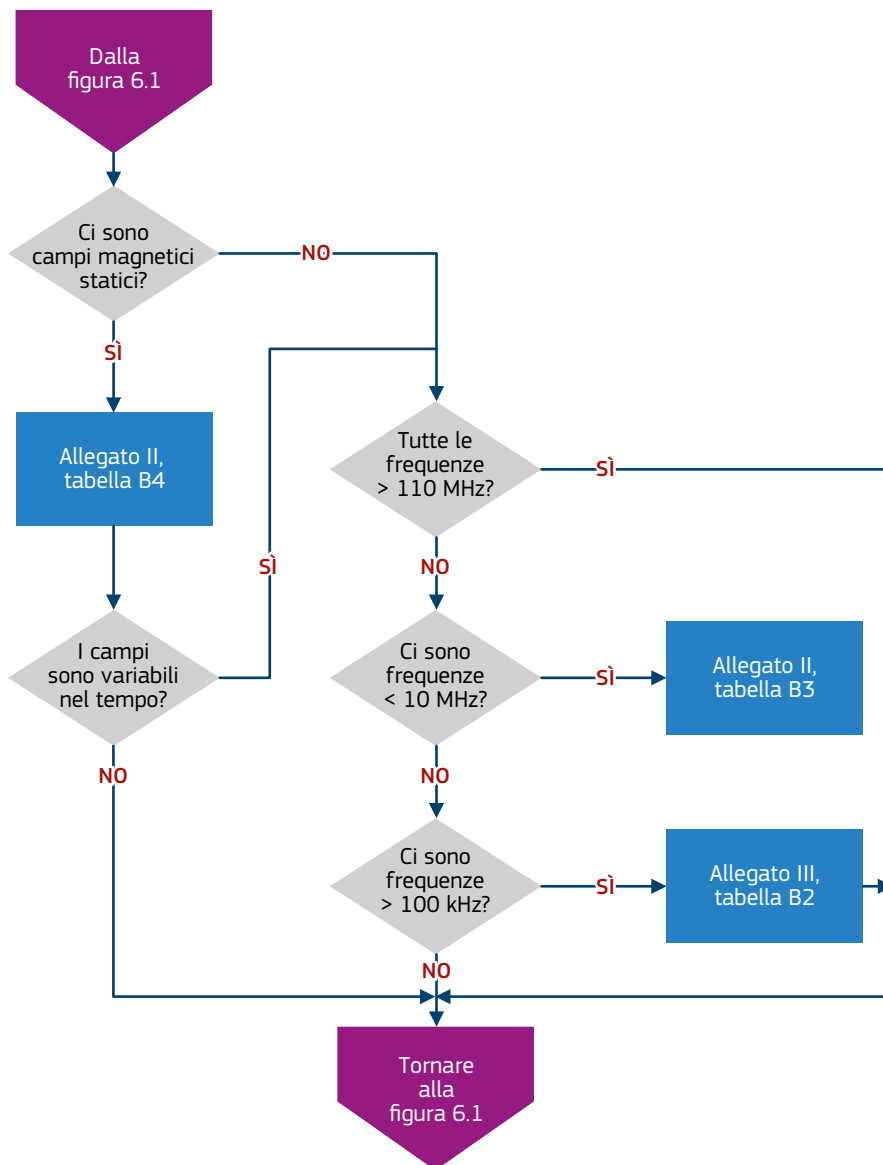 Dalla
figura 6.1
Ci sono
campi magnetici
statici?
NO
SÌ
Allegato II,
tabella B4
Tutte le
frequenze
> 110 MHz?
SÌ
SÌ
NO
I campi
sono variabili
nel tempo?
Ci sono
frequenze
< 10 MHz?
SÌ
Allegato II,
tabella B3
NO
NO
Ci sono
frequenze
> 100 kHz?
SÌ
Allegato III,
tabella B2
NO
Tornare
alla
figura 6.1